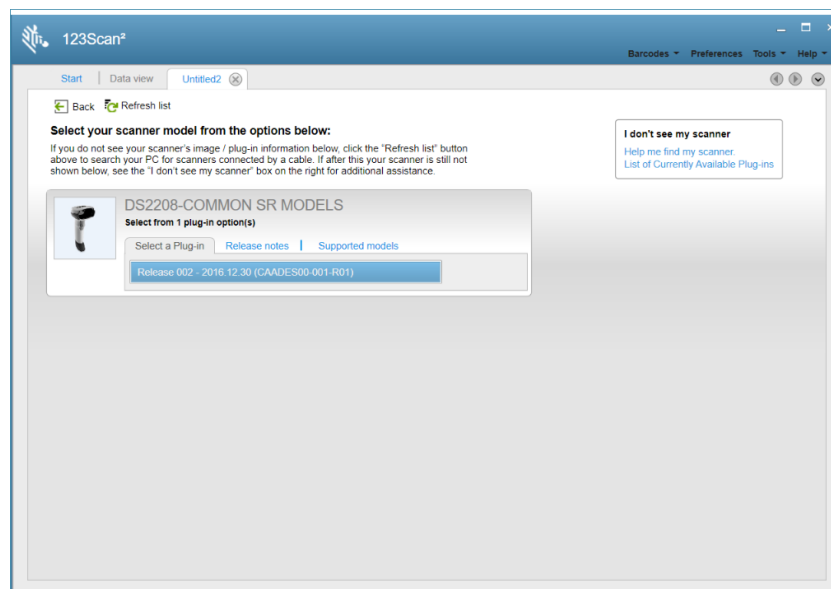 123Scan²
Barcodes Preferences Tools Help
Start Data view Untitled2
Back Refresh list
Select your scanner model from the options below:
If you do not see your scanner's image / plug-in information below, click the "Refresh list" button
above to search your PC for scanners connected by a cable. If after this your scanner is still not
shown below, see the "I don't see my scanner" box on the right for additional assistance.
I don't see my scanner
Help me find my scanner.
List of Currently Available Plug-ins
DS2208-COMMON SR MODELS
Select from 1 plug-in option(s)
Select a Plug-in Release notes Supported models
Release 002 - 2016.12.30 (CAADES00-001-R01)